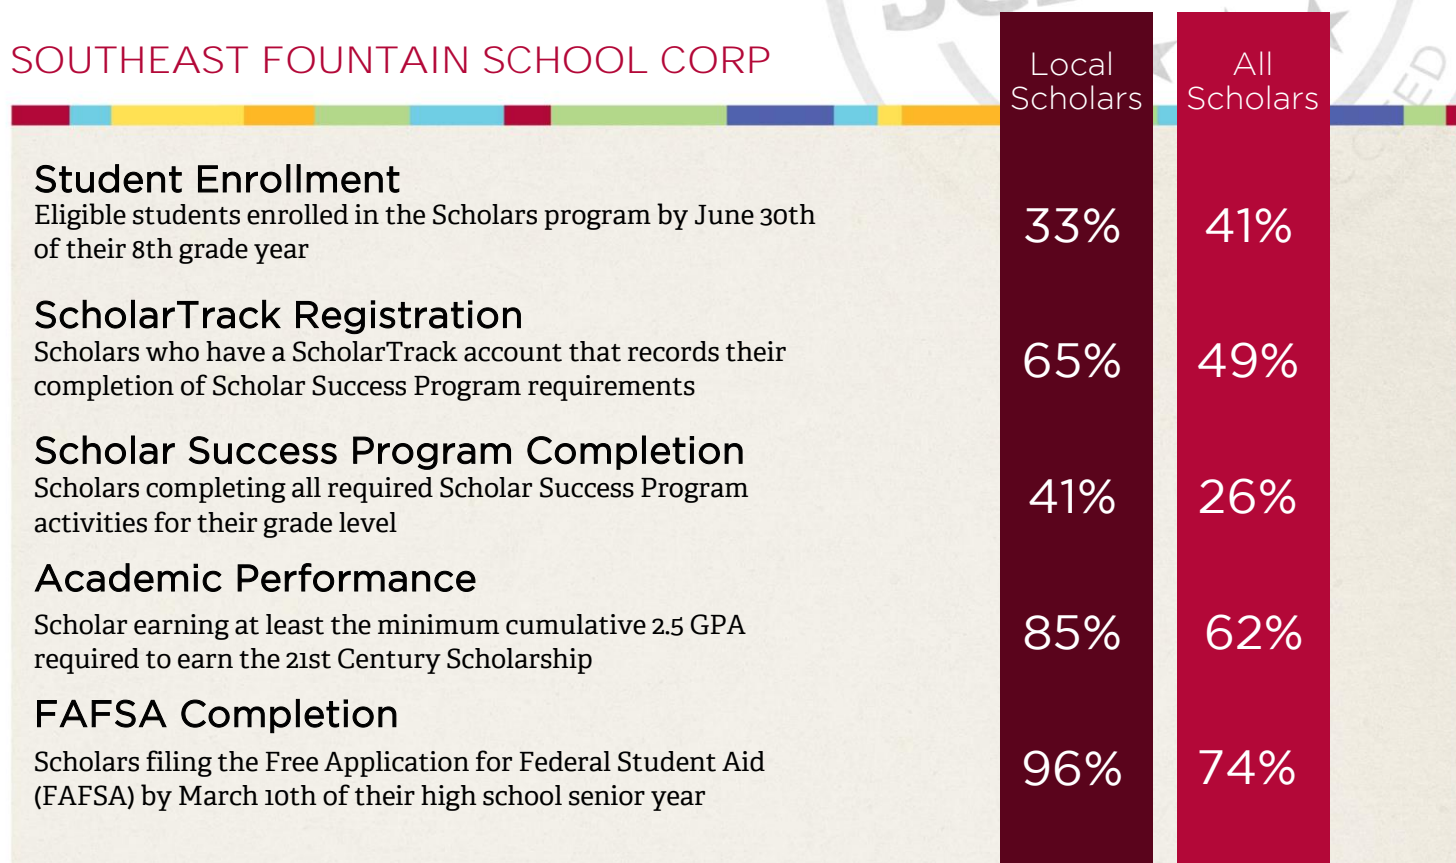 SOUTHEAST FOUNTAIN SCHOOL CORP
Local
Scholars
All
Scholars
Student Enrollment
Eligible students enrolled in the Scholars program by June 30th
of their 8th grade year
33%
41%
ScholarTrack Registration
Scholars who have a ScholarTrack account that records their
completion of Scholar Success Program requirements
65%
49%
Scholar Success Program Completion
Scholars completing all required Scholar Success Program
activities for their grade level
41%
26%
Academic Performance
Scholar earning at least the minimum cumulative 2.5 GPA
required to earn the 21st Century Scholarship
85%
62%
FAFSA Completion
Scholars filing the Free Application for Federal Student Aid
(FAFSA) by March 10th of their high school senior year
96%
74%